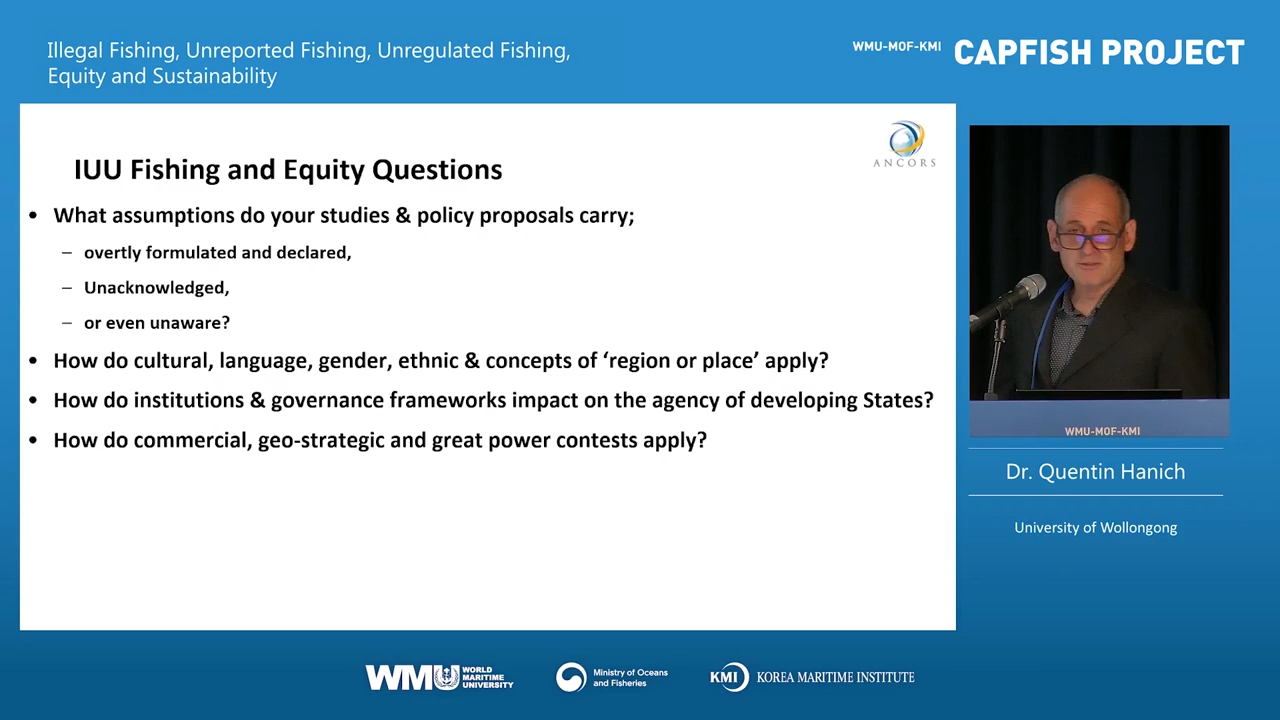 Illegal Fishing, Unreported Fishing, Unregulated Fishing,
Equity and Sustainability
WMU-MOF-KMI CAPFISH PROJECT
ANCORS
IUU Fishing and Equity Questions
• What assumptions do your studies & policy proposals carry;
– overtly formulated and declared,
– Unacknowledged,
– or even unaware?
• How do cultural, language, gender, ethnic & concepts of ‘region or place’ apply?
• How do institutions & governance frameworks impact on the agency of developing States?
• How do commercial, geo-strategic and great power contests apply?
WMU-MOF-KMI
Dr. Quentin Hanich
University of Wollongong
WMU WORLD
MARITIME
UNIVERSITY
Ministry of Oceans
and Fisheries
KMI KOREA MARITIME INSTITUTE